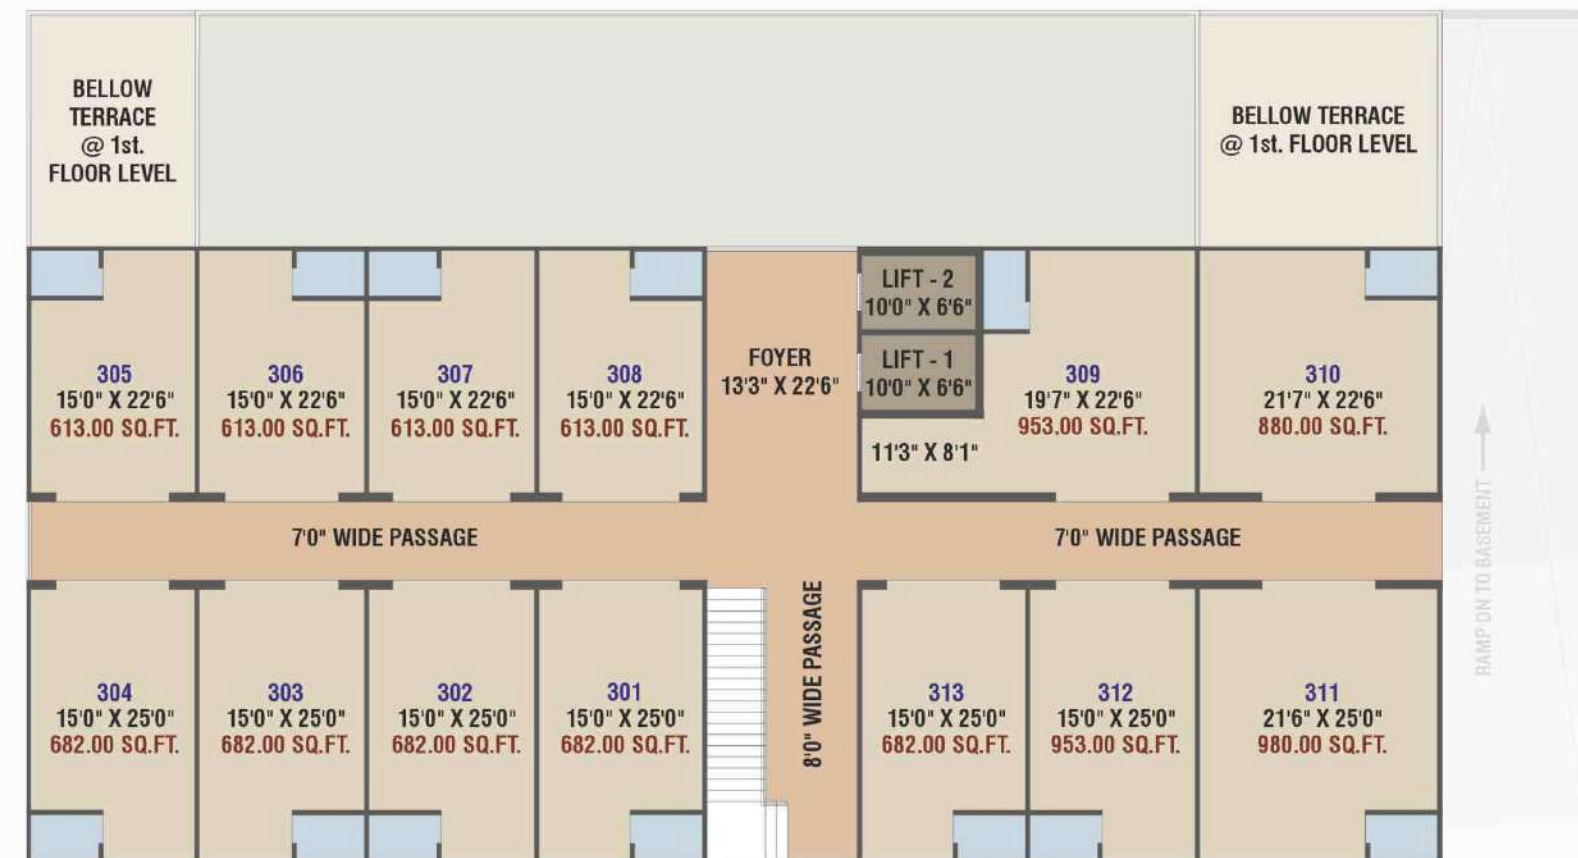 BELLOW
TERRACE
@ 1st.
FLOOR LEVEL
BELLOW TERRACE
@ 1st. FLOOR LEVEL
305
15'0" X 22'6"
613.00 SQ.FT.
306
15'0" X 22'6"
613.00 SQ.FT.
307
15'0" X 22'6"
613.00 SQ.FT.
308
15'0" X 22'6"
613.00 SQ.FT.
FOYER
13'3" X 22'6"
LIFT - 2
10'0" X 6'6"
LIFT - 1
10'0" X 6'6"
11'3" X 8'1"
309
19'7" X 22'6"
953.00 SQ.FT.
310
21'7" X 22'6"
880.00 SQ.FT.
7'0" WIDE PASSAGE
7'0" WIDE PASSAGE
RAMP ON TO BASEMENT
304
15'0" X 25'0"
682.00 SQ.FT.
303
15'0" X 25'0"
682.00 SQ.FT.
302
15'0" X 25'0"
682.00 SQ.FT.
301
15'0" X 25'0"
682.00 SQ.FT.
8'0" WIDE PASSAGE
313
15'0" X 25'0"
682.00 SQ.FT.
312
15'0" X 25'0"
953.00 SQ.FT.
311
21'6" X 25'0"
980.00 SQ.FT.